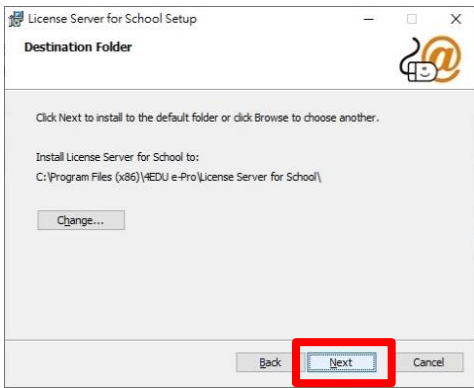 License Server for School Setup
Destination Folder
Click Next to install to the default folder or click Browse to choose another.
Install License Server for School to:
C:\Program Files (x86)\4EDU e-Pro\License Server for School\
Change...
Back Next Cancel